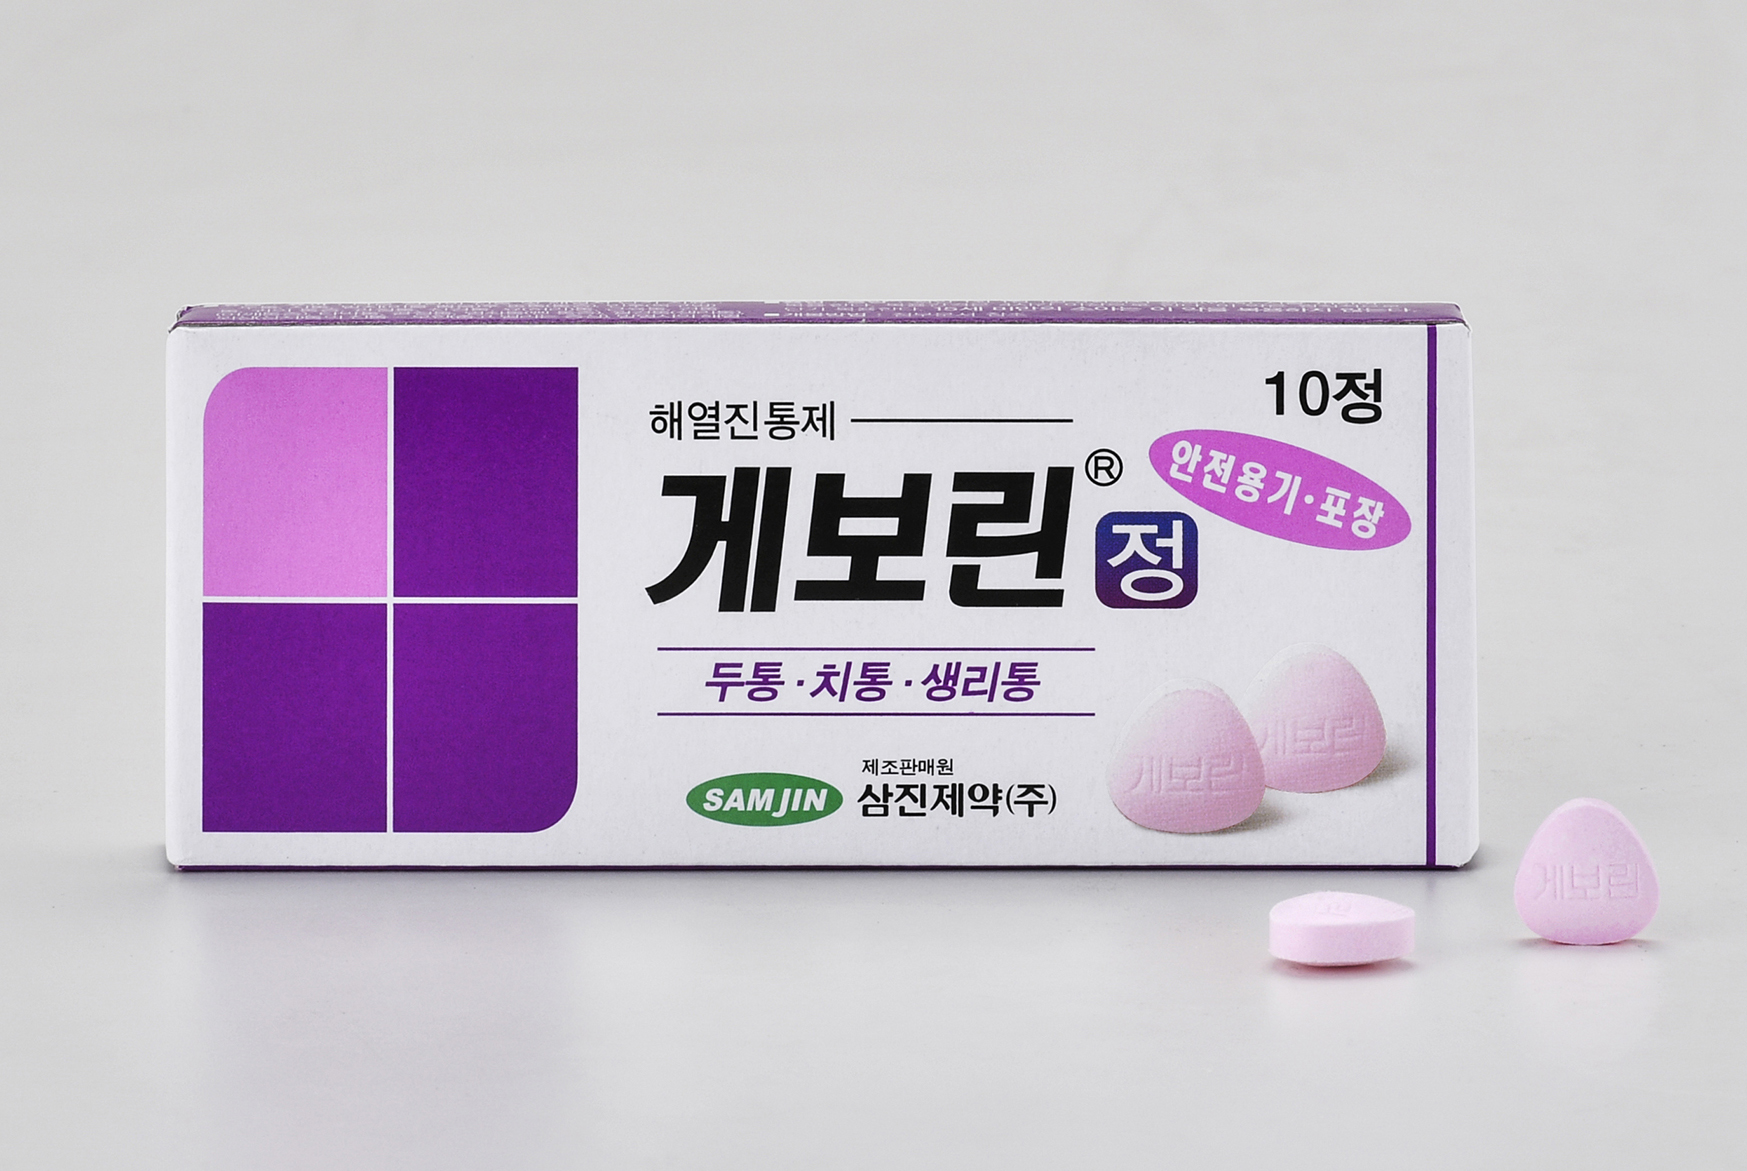 10정
해열진통제
게보린®정
안전용기·포장
두통·치통·생리통
제조판매원
SAMJIN 삼진제약(주)
게보린
게보린
게보린